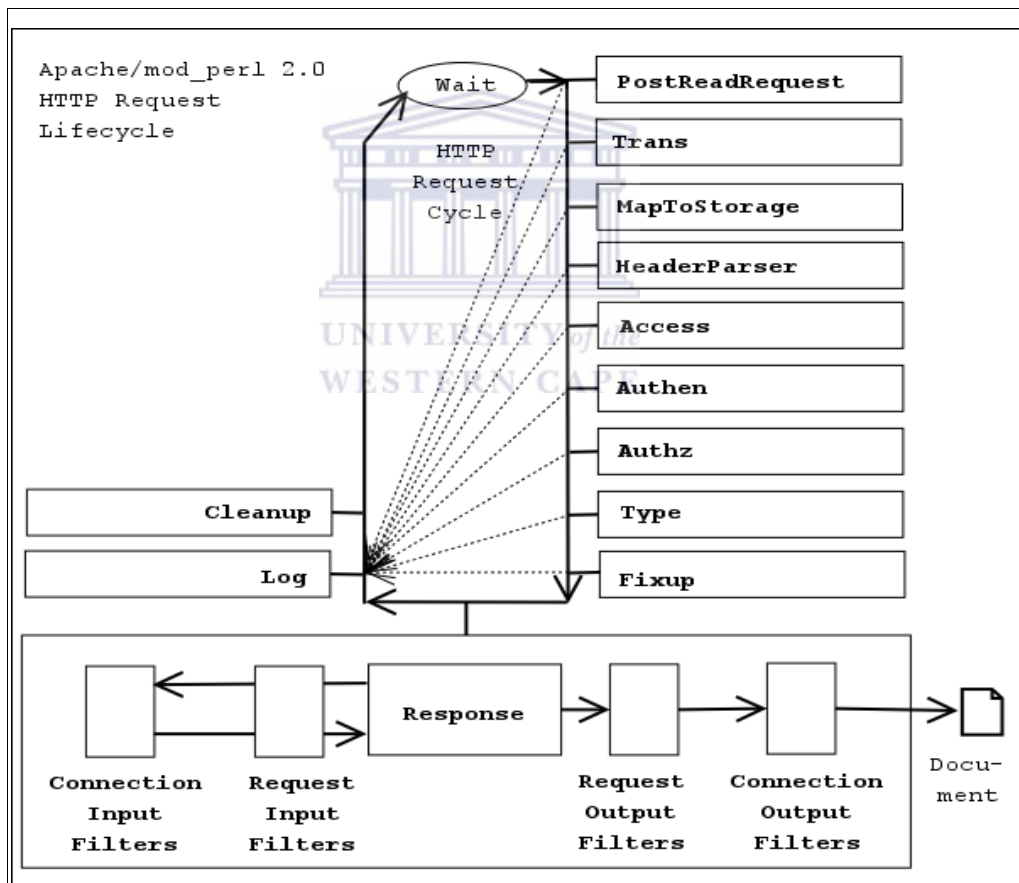 Apache/mod_perl 2.0
HTTP Request
Lifecycle
Wait
HTTP
Request
Cycle
PostReadRequest
Trans
MapToStorage
HeaderParser
Access
Authen
Authz
Type
Fixup
UNIVERSITY of the
WESTERN CAPE
Cleanup
Log
Response
Connection
Input
Filters
Request
Input
Filters
Request
Output
Filters
Connection
Output
Filters
Docu-
ment